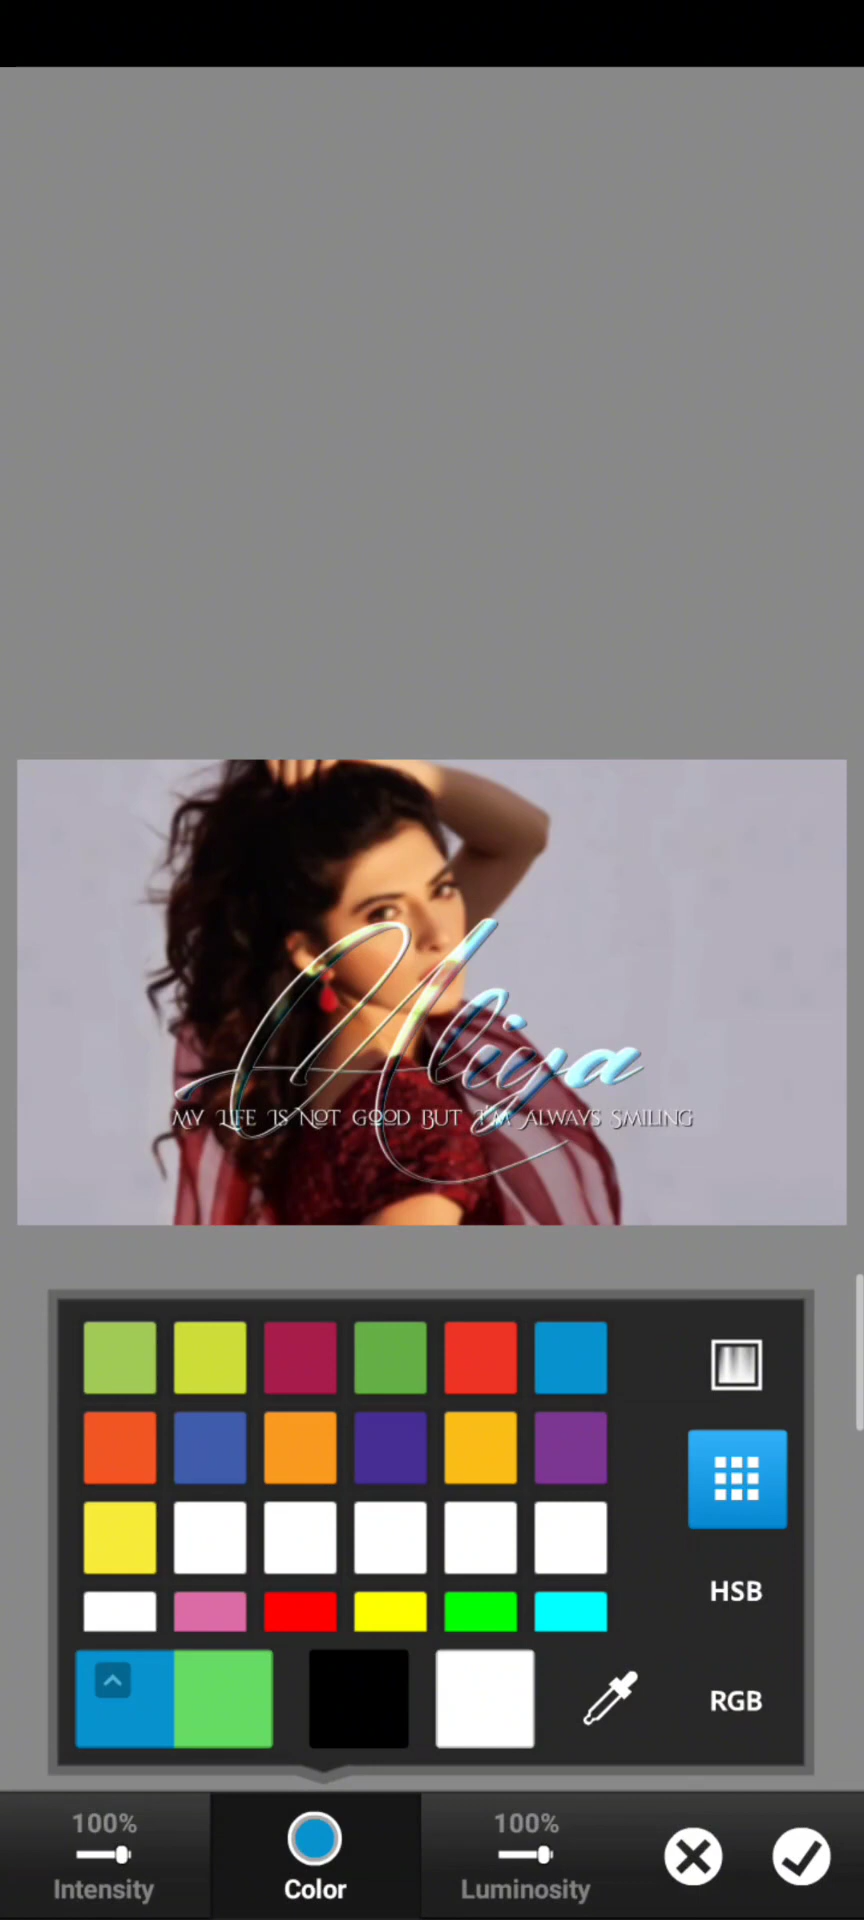 Aliya
MY LIFE IS NOT GOOD BUT I'M ALWAYS SMILING
HSB
RGB
100%
Intensity
Color
100%
Luminosity